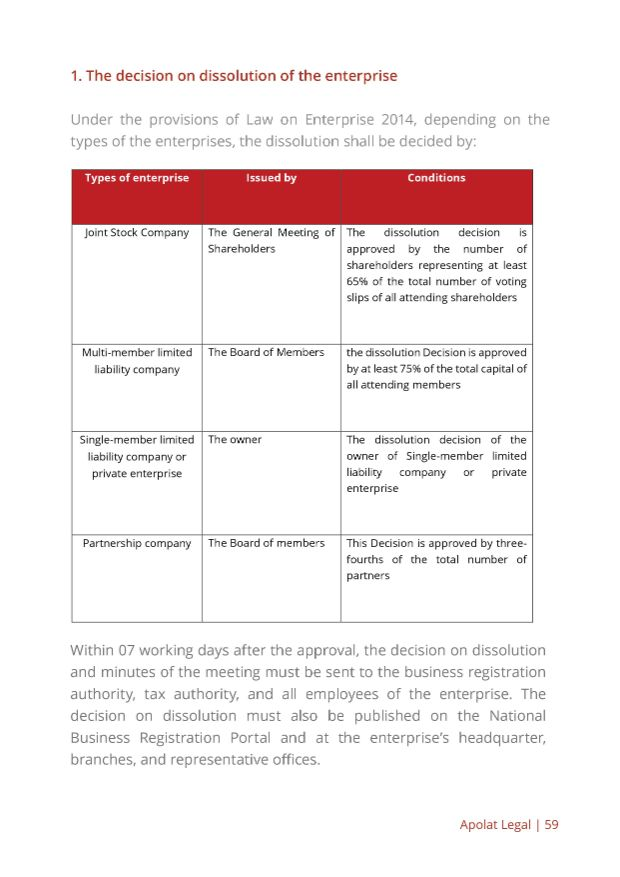 1. The decision on dissolution of the enterprise
Under the provisions of Law on Enterprise 2014, depending on the
types of the enterprises, the dissolution shall be decided by:
Types of enterprise
Issued by
Conditions
Joint Stock Company
The General Meeting of
Shareholders
The dissolution decision is
approved by the number of
shareholders representing at least
65% of the total number of voting
slips of all attending shareholders
Multi-member limited
liability company
The Board of Members
the dissolution Decision is approved
by at least 75% of the total capital of
all attending members
Single-member limited
liability company or
private enterprise
The owner
The dissolution decision of the
owner of Single-member limited
liability company or private
enterprise
Partnership company
The Board of members
This Decision is approved by three-
fourths of the total number of
partners
Within 07 working days after the approval, the decision on dissolution
and minutes of the meeting must be sent to the business registration
authority, tax authority, and all employees of the enterprise. The
decision on dissolution must also be published on the National
Business Registration Portal and at the enterprise's headquarter,
branches, and representative offices.
Apolat Legal | 59